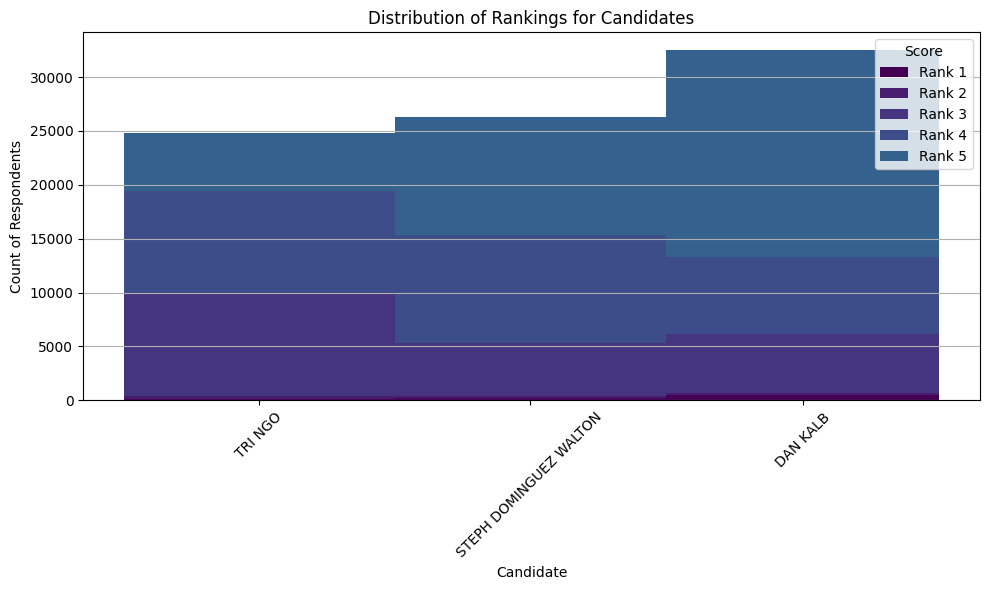 Distribution of Rankings for Candidates
Score
Rank 1
Rank 2
Rank 3
Rank 4
Rank 5
Count of Respondents
30000
25000
20000
15000
10000
5000
0
TRI NGO
STEPH DOMINGUEZ WALTON
DAN KALB
Candidate